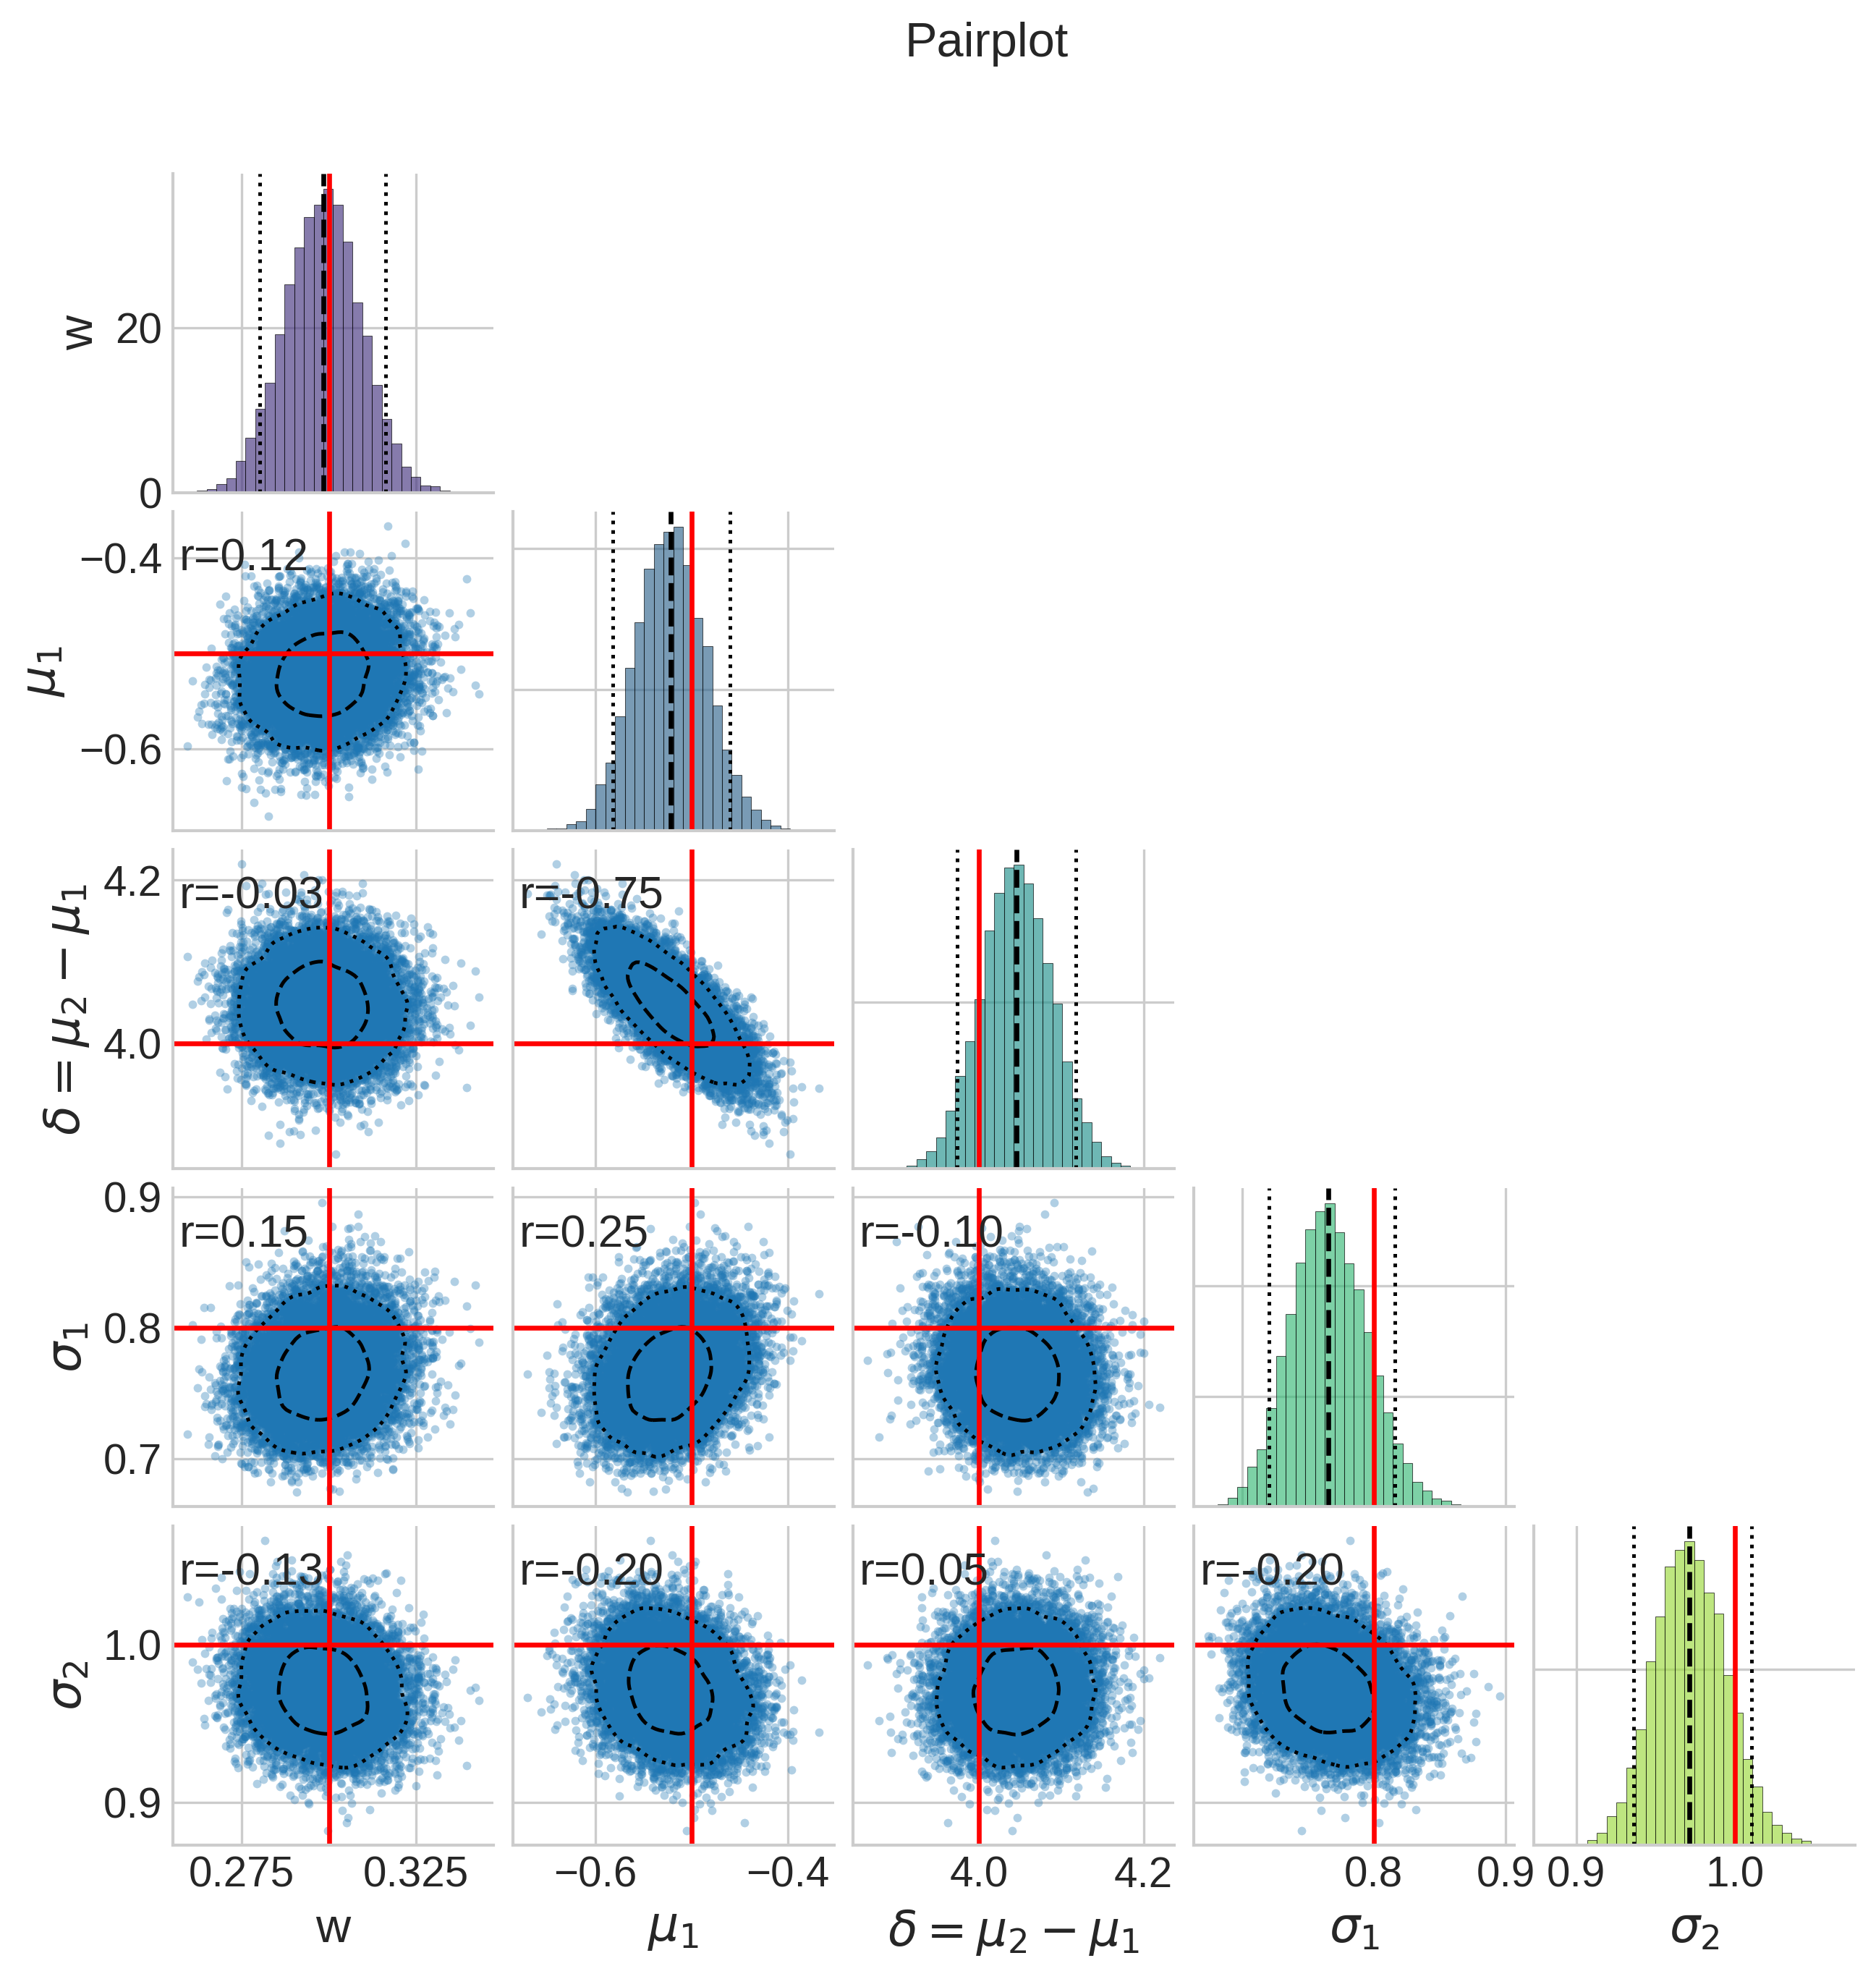 Pairplot
w
20
0
r=0.12
−0.4
μ₁
−0.6
r=-0.03
r=-0.75
4.2
δ = μ₂ − μ₁
4.0
0.9
r=0.15
r=0.25
r=-0.10
σ₁
0.8
0.7
r=-0.13
r=-0.20
r=0.05
r=-0.20
1.0
σ₂
0.9
0.275 0.325 −0.6 −0.4 4.0 4.2 0.8 0.9 0.9 1.0
w μ₁ δ = μ₂ − μ₁ σ₁ σ₂